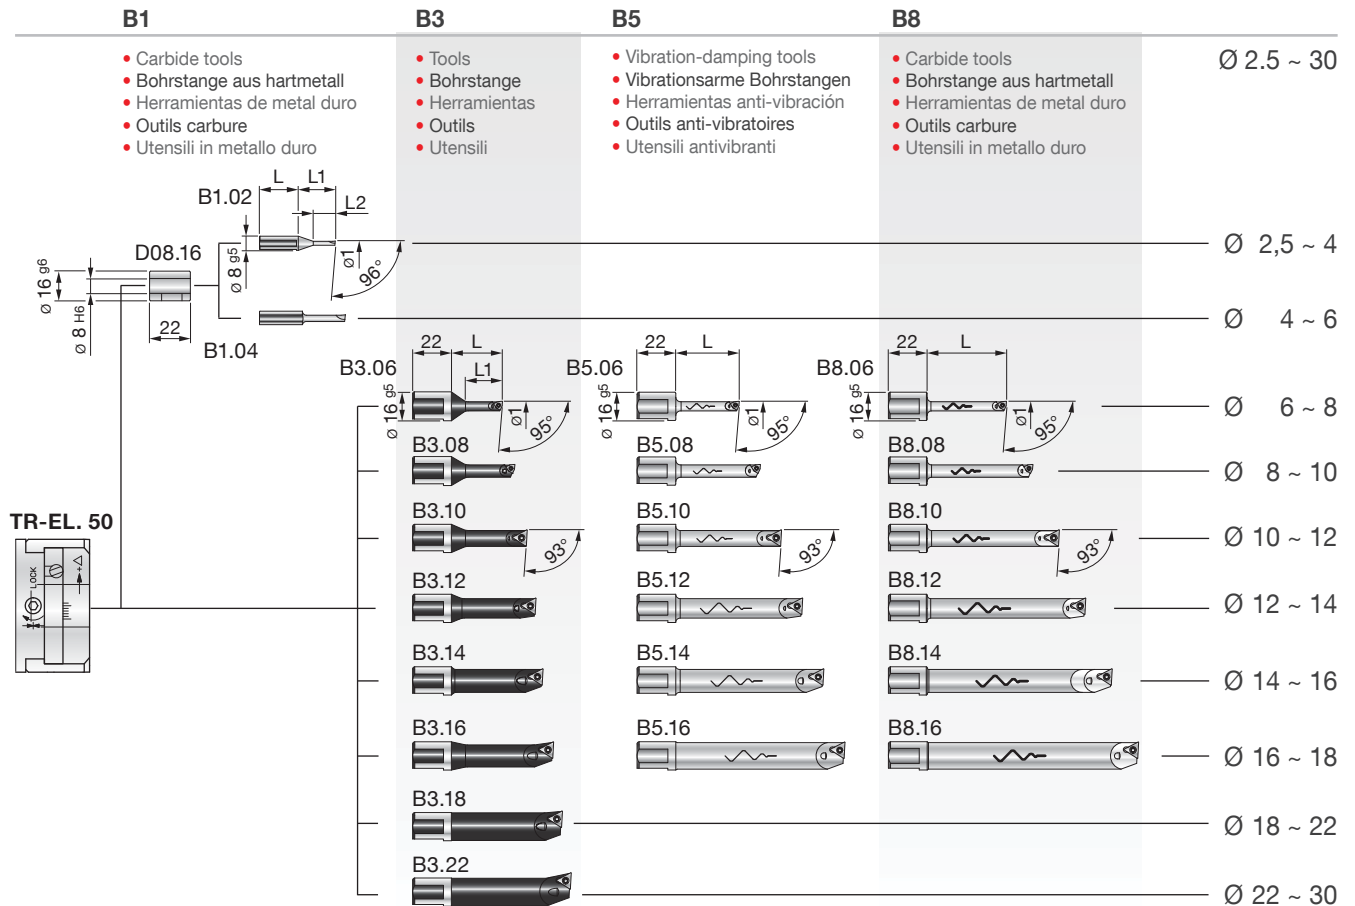 B1 B3 B5 B8
• Carbide tools
• Bohrstange aus hartmetall
• Herramientas de metal duro
• Outils carbure
• Utensili in metallo duro
• Tools
• Bohrstange
• Herramientas
• Outils
• Utensili
• Vibration-damping tools
• Vibrationsarme Bohrstangen
• Herramientas anti-vibración
• Outils anti-vibratoires
• Utensili antivibranti
• Carbide tools
• Bohrstange aus hartmetall
• Herramientas de metal duro
• Outils carbure
• Utensili in metallo duro
Ø 2.5 ~ 30
L L1
B1.02
L2
D08.16
Ø 8 g5
ø1
96°
Ø 2,5 ~ 4
Ø 16 g6
Ø 8 H6
22
B1.04
Ø 4 ~ 6
22 L
B3.06
L1
Ø 16 g5
ø1
95°
22 L
B5.06
Ø 16 g5
ø1
95°
22 L
B8.06
Ø 16 g5
ø1
95°
Ø 6 ~ 8
B3.08 B5.08 B8.08
Ø 8 ~ 10
TR-EL. 50
LOCK
+
B3.10 B5.10 B8.10
93° 93° 93°
Ø 10 ~ 12
B3.12 B5.12 B8.12
Ø 12 ~ 14
B3.14 B5.14 B8.14
Ø 14 ~ 16
B3.16 B5.16 B8.16
Ø 16 ~ 18
B3.18
Ø 18 ~ 22
B3.22
Ø 22 ~ 30